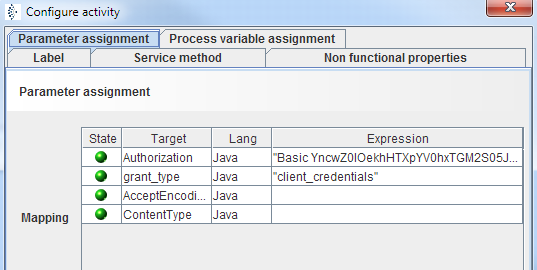 Configure activity
Parameter assignment Process variable assignment
Label Service method Non functional properties
Parameter assignment
State Target Lang Expression
Authorization Java "Basic YncwZ0lOekhHTXpYV0hxTGM2S05J...
grant_type Java "client_credentials"
AcceptEncodi... Java
ContentType Java
Mapping